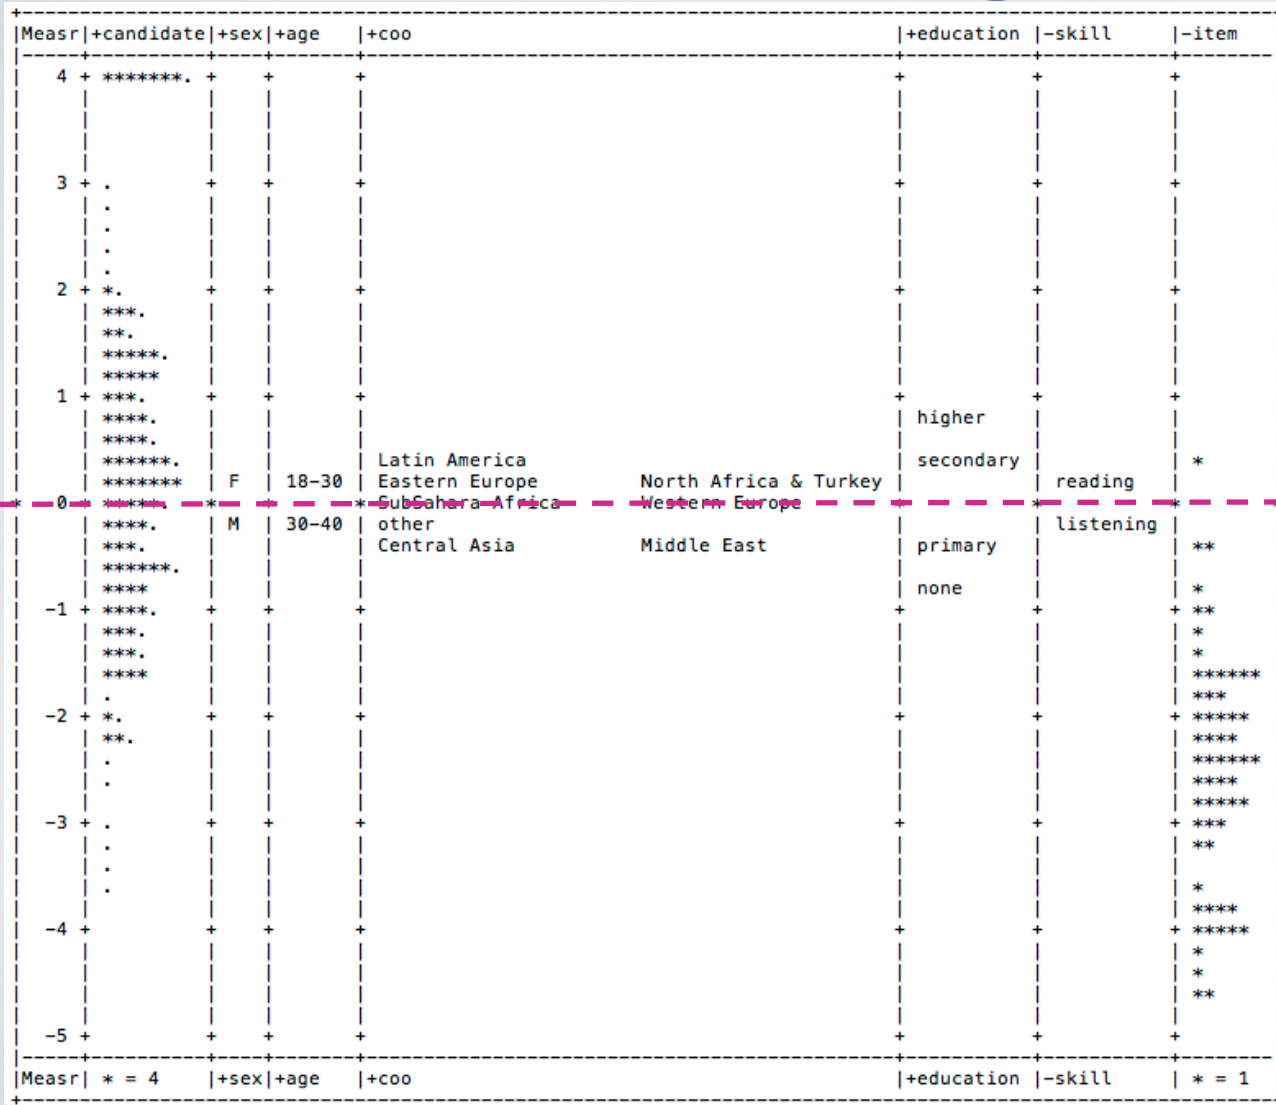 +--------------------------------------------------------------------------------------------------------
|Measr|+candidate|+sex|+age |+coo |+education |-skill |-item
|-----+----------+----+-------+------------------------------------------------+-----------+-----------+--------
| 4 + *******. + + + + + +
| | | | | | | |
| | | | | | | |
| | | | | | | |
| | | | | | | |
| 3 + . + + + + + +
| | . | | | | | |
| | . | | | | | |
| | . | | | | | |
| | . | | | | | |
| 2 + *. + + + + + +
| | ***. | | | | | |
| | **. | | | | | |
| | *****. | | | | | |
| | ***** | | | | | |
| 1 + ***. + + + + + +
| | ****. | | | | higher | |
| | ****. | | | | | |
| | ******. | | | Latin America | secondary | | *
| | ******* | F | 18-30 | Eastern Europe North Africa & Turkey | | reading |
* 0 * *****. * * * SubSahara Africa Western Europe * * *
| | ****. | M | 30-40 | other | | listening |
| | ***. | | | Central Asia Middle East | primary | | **
| | ******. | | | | | |
| | **** | | | | none | | *
| -1 + ****. + + + + + + **
| | ***. | | | | | | *
| | ***. | | | | | | *
| | **** | | | | | | ******
| | . | | | | | | ***
| -2 + *. + + + + + + *****
| | **. | | | | | | ****
| | . | | | | | | ******
| | . | | | | | | ****
| | | | | | | | *****
| -3 + . + + + + + + ***
| | . | | | | | | **
| | . | | | | | |
| | . | | | | | | *
| | | | | | | | ****
| -4 + + + + + + + *****
| | | | | | | | *
| | | | | | | | *
| | | | | | | | **
| | | | | | | |
| -5 + + + + + + +
|-----+----------+----+-------+------------------------------------------------+-----------+-----------+--------
|Measr| * = 4 |+sex|+age |+coo |+education |-skill | * = 1
+--------------------------------------------------------------------------------------------------------